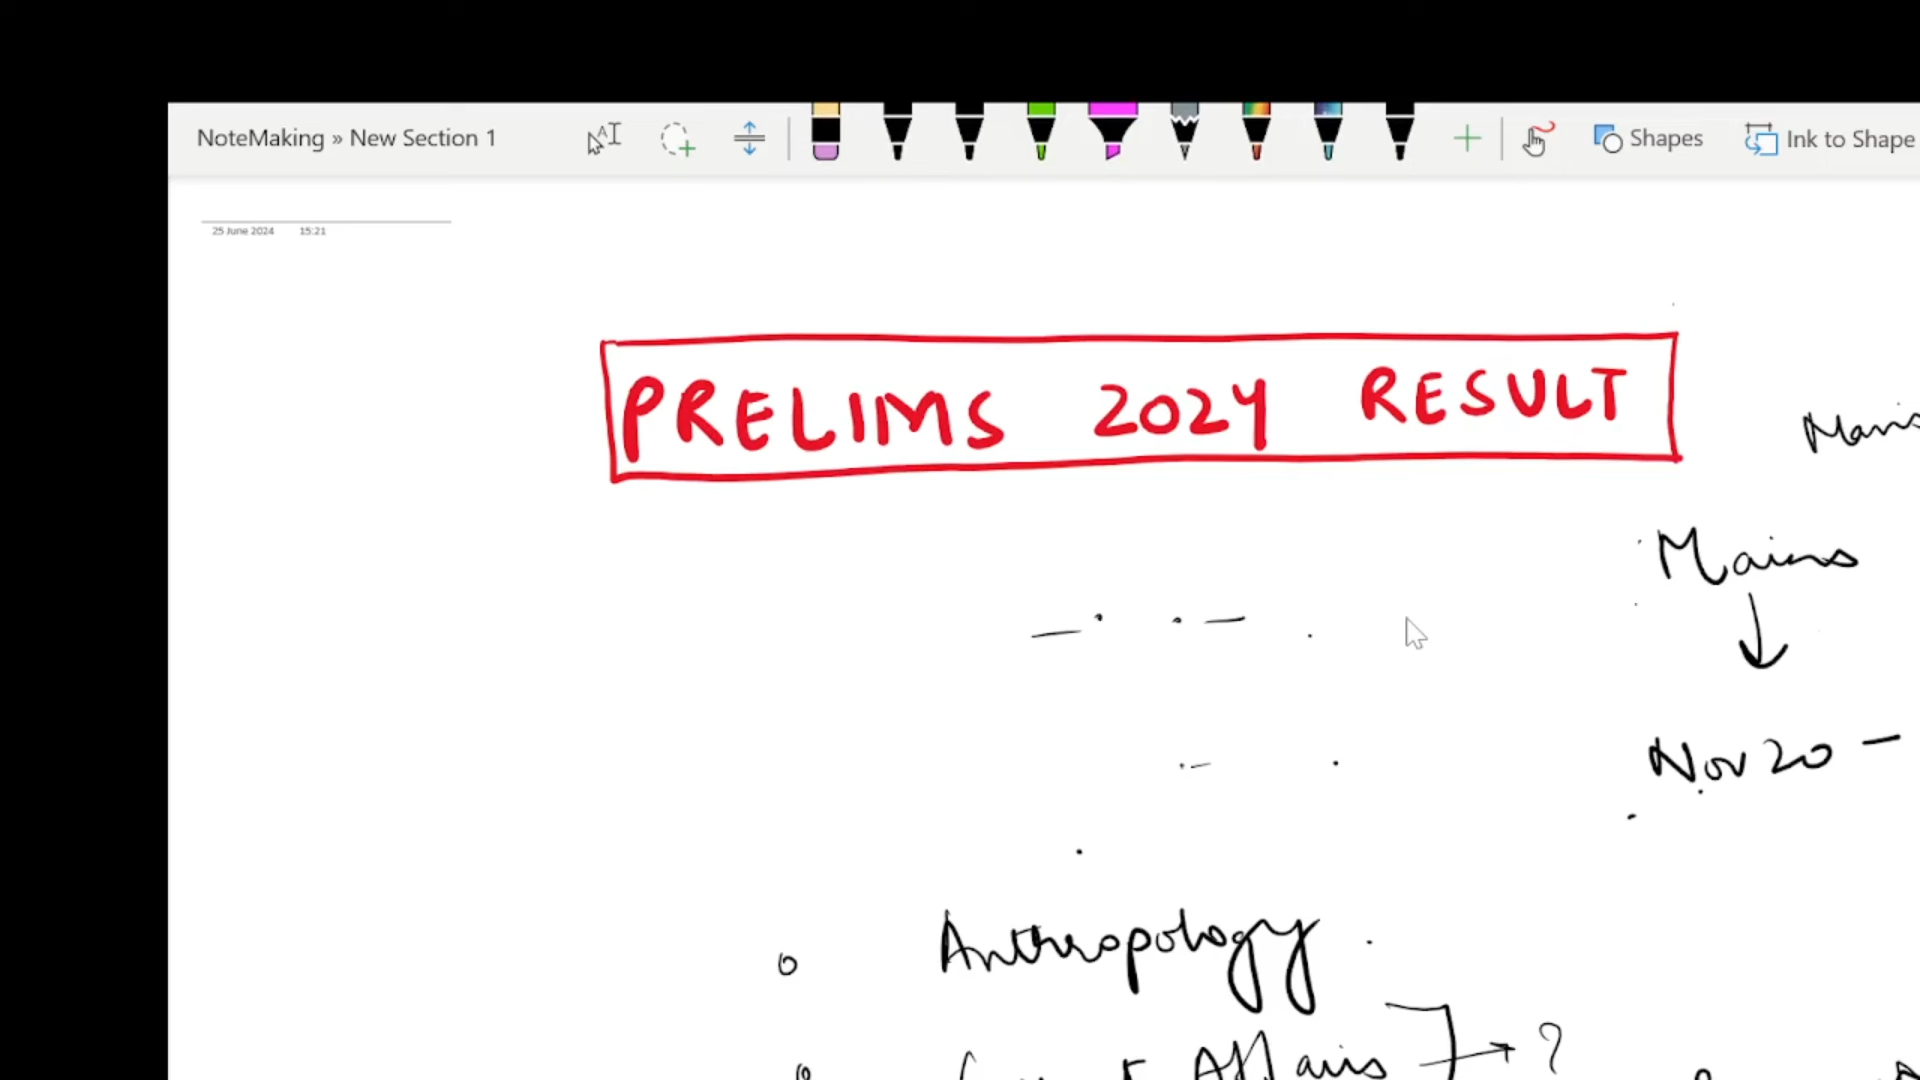 NoteMaking » New Section 1
Shapes
Ink to Shape
25 June 2024 15:21
PRELIMS 2024 RESULT
Mains
↓
Nov 20 -
Anthropology
Affairs → ?